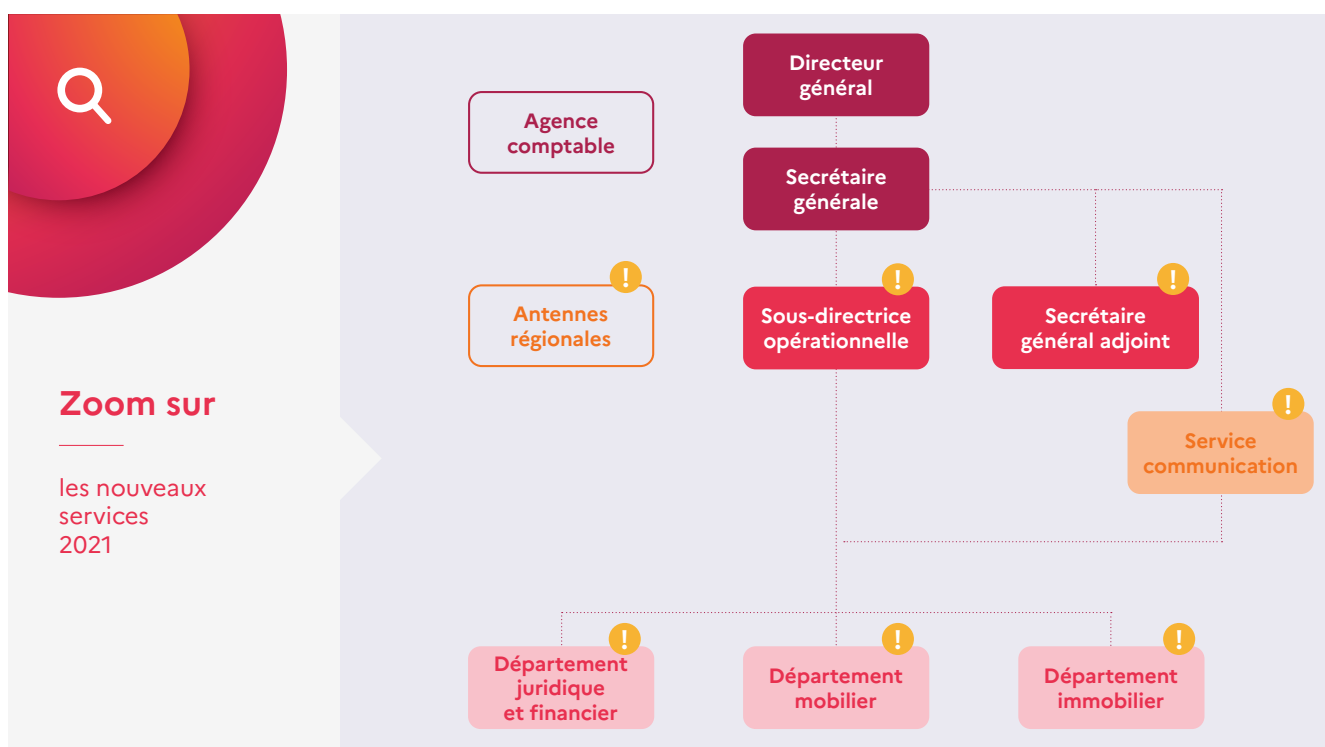 Zoom sur
les nouveaux
services
2021
Directeur
général
Agence
comptable
Secrétaire
générale
!
Antennes
régionales
!
Sous-directrice
opérationnelle
!
Secrétaire
général adjoint
!
Service
communication
!
Département
juridique
et financier
!
Département
mobilier
!
Département
immobilier